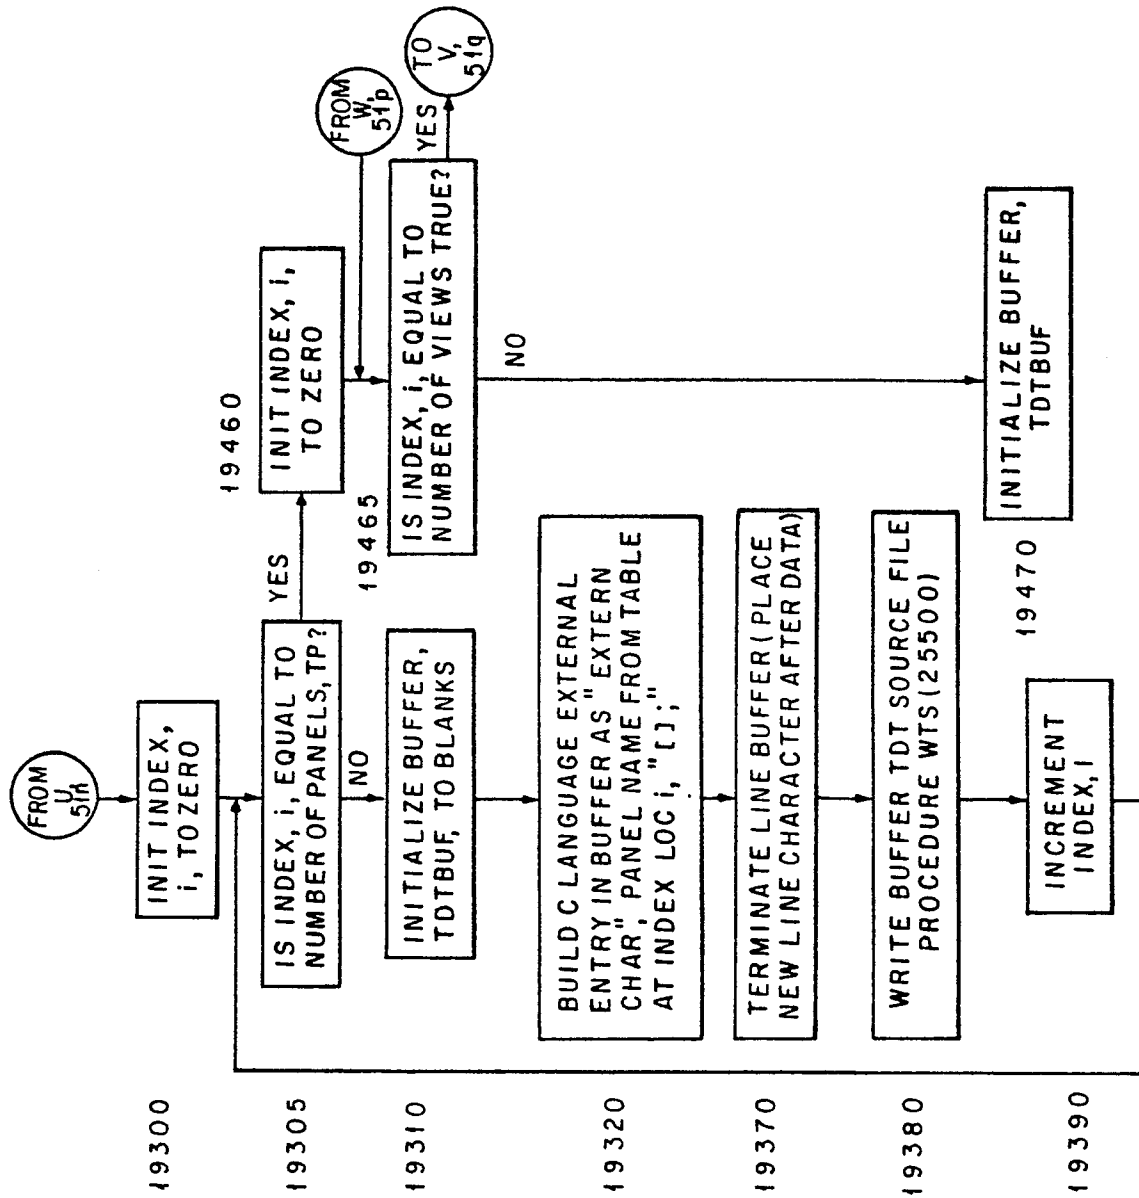 FROM
U,
51n
19300
INIT INDEX,
i, TO ZERO
19305
IS INDEX, i, EQUAL TO
NUMBER OF PANELS, TP?
YES
NO
19310
INITIALIZE BUFFER,
TDTBUF, TO BLANKS
19320
BUILD C LANGUAGE EXTERNAL
ENTRY IN BUFFER AS "EXTERN
CHAR", PANEL NAME FROM TABLE
AT INDEX LOC i, "[];"
19370
TERMINATE LINE BUFFER (PLACE
NEW LINE CHARACTER AFTER DATA)
19380
WRITE BUFFER TDT SOURCE FILE
PROCEDURE WTS (25500)
19390
INCREMENT
INDEX, I
19460
INIT INDEX, i,
TO ZERO
FROM
W,
51p
19465
IS INDEX, i, EQUAL TO
NUMBER OF VIEWS TRUE?
YES
TO
V,
51q
NO
19470
INITIALIZE BUFFER,
TDTBUF